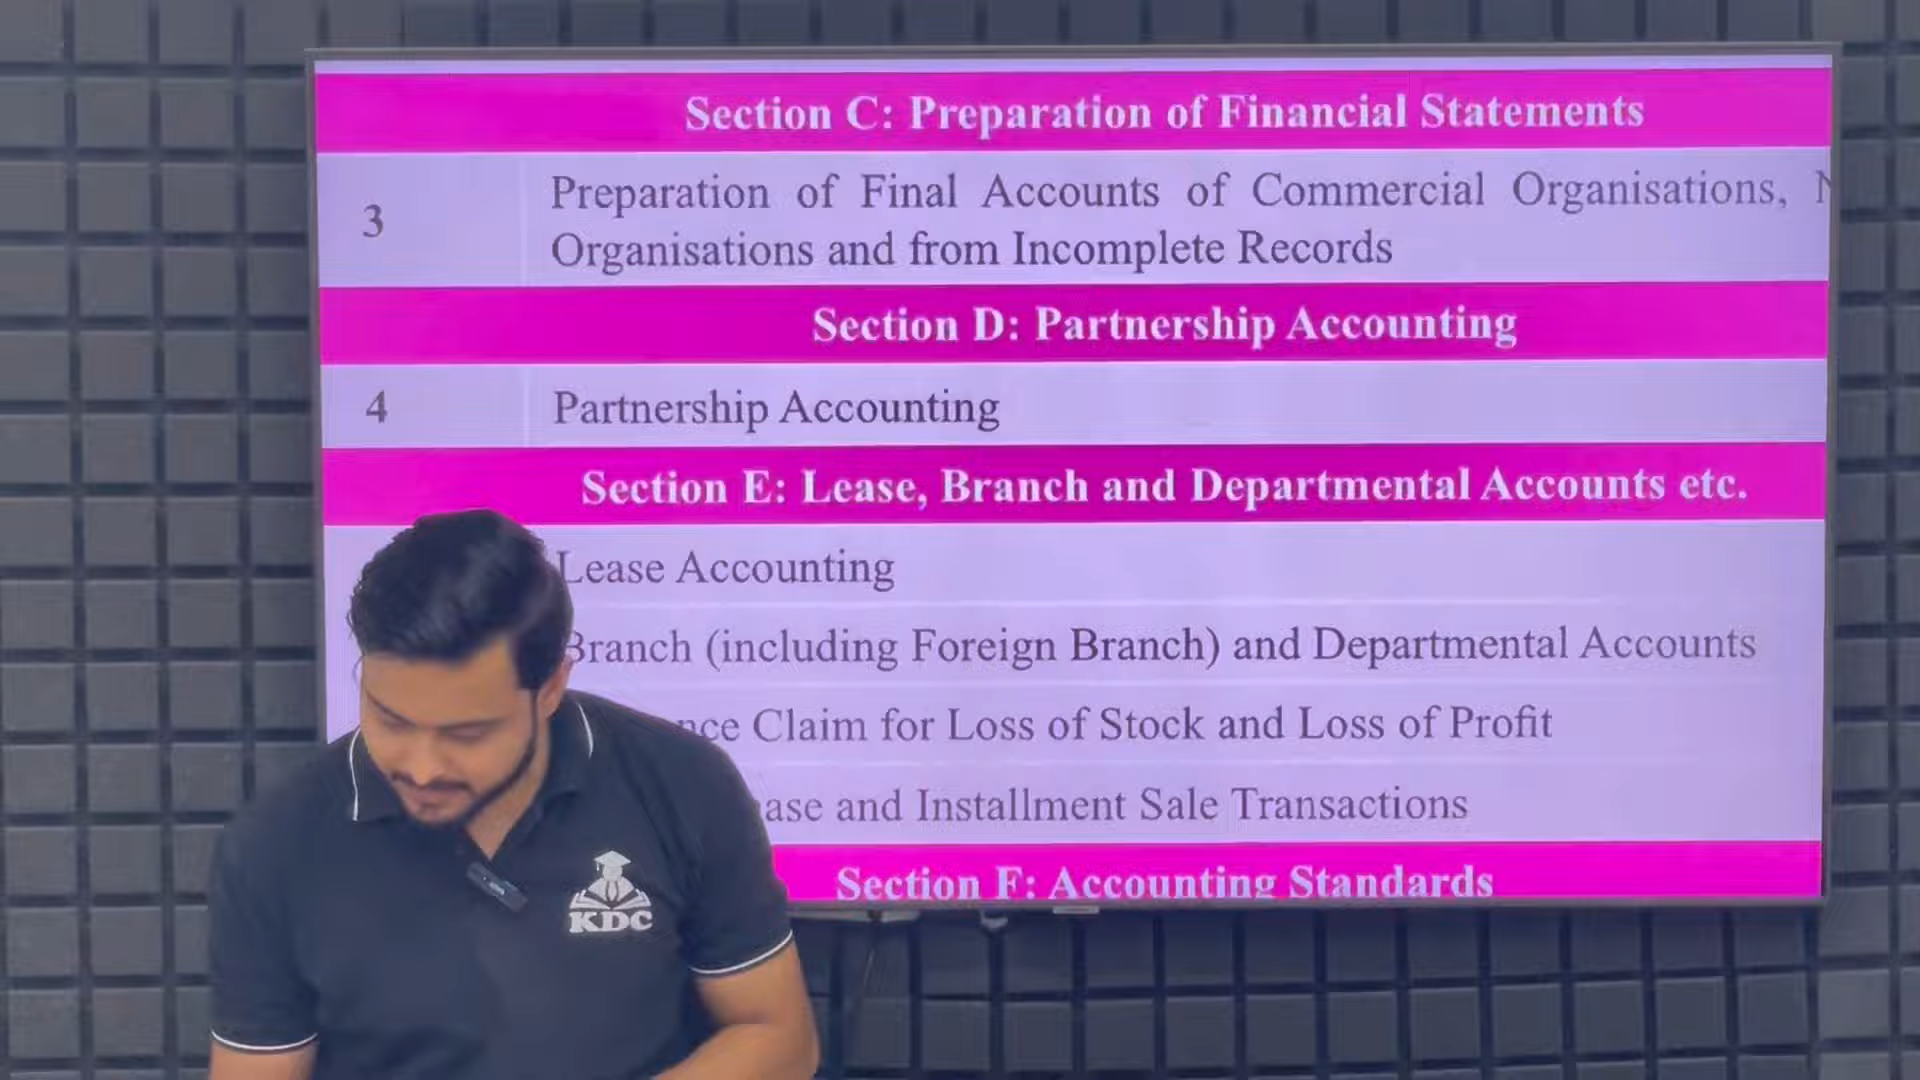 Section C: Preparation of Financial Statements
3
Preparation of Final Accounts of Commercial Organisations,
Organisations and from Incomplete Records
Section D: Partnership Accounting
4
Partnership Accounting
Section E: Lease, Branch and Departmental Accounts etc.
Lease Accounting
Branch (including Foreign Branch) and Departmental Accounts
Claim for Loss of Stock and Loss of Profit
and Installment Sale Transactions
Section F: Accounting Standards
KDC